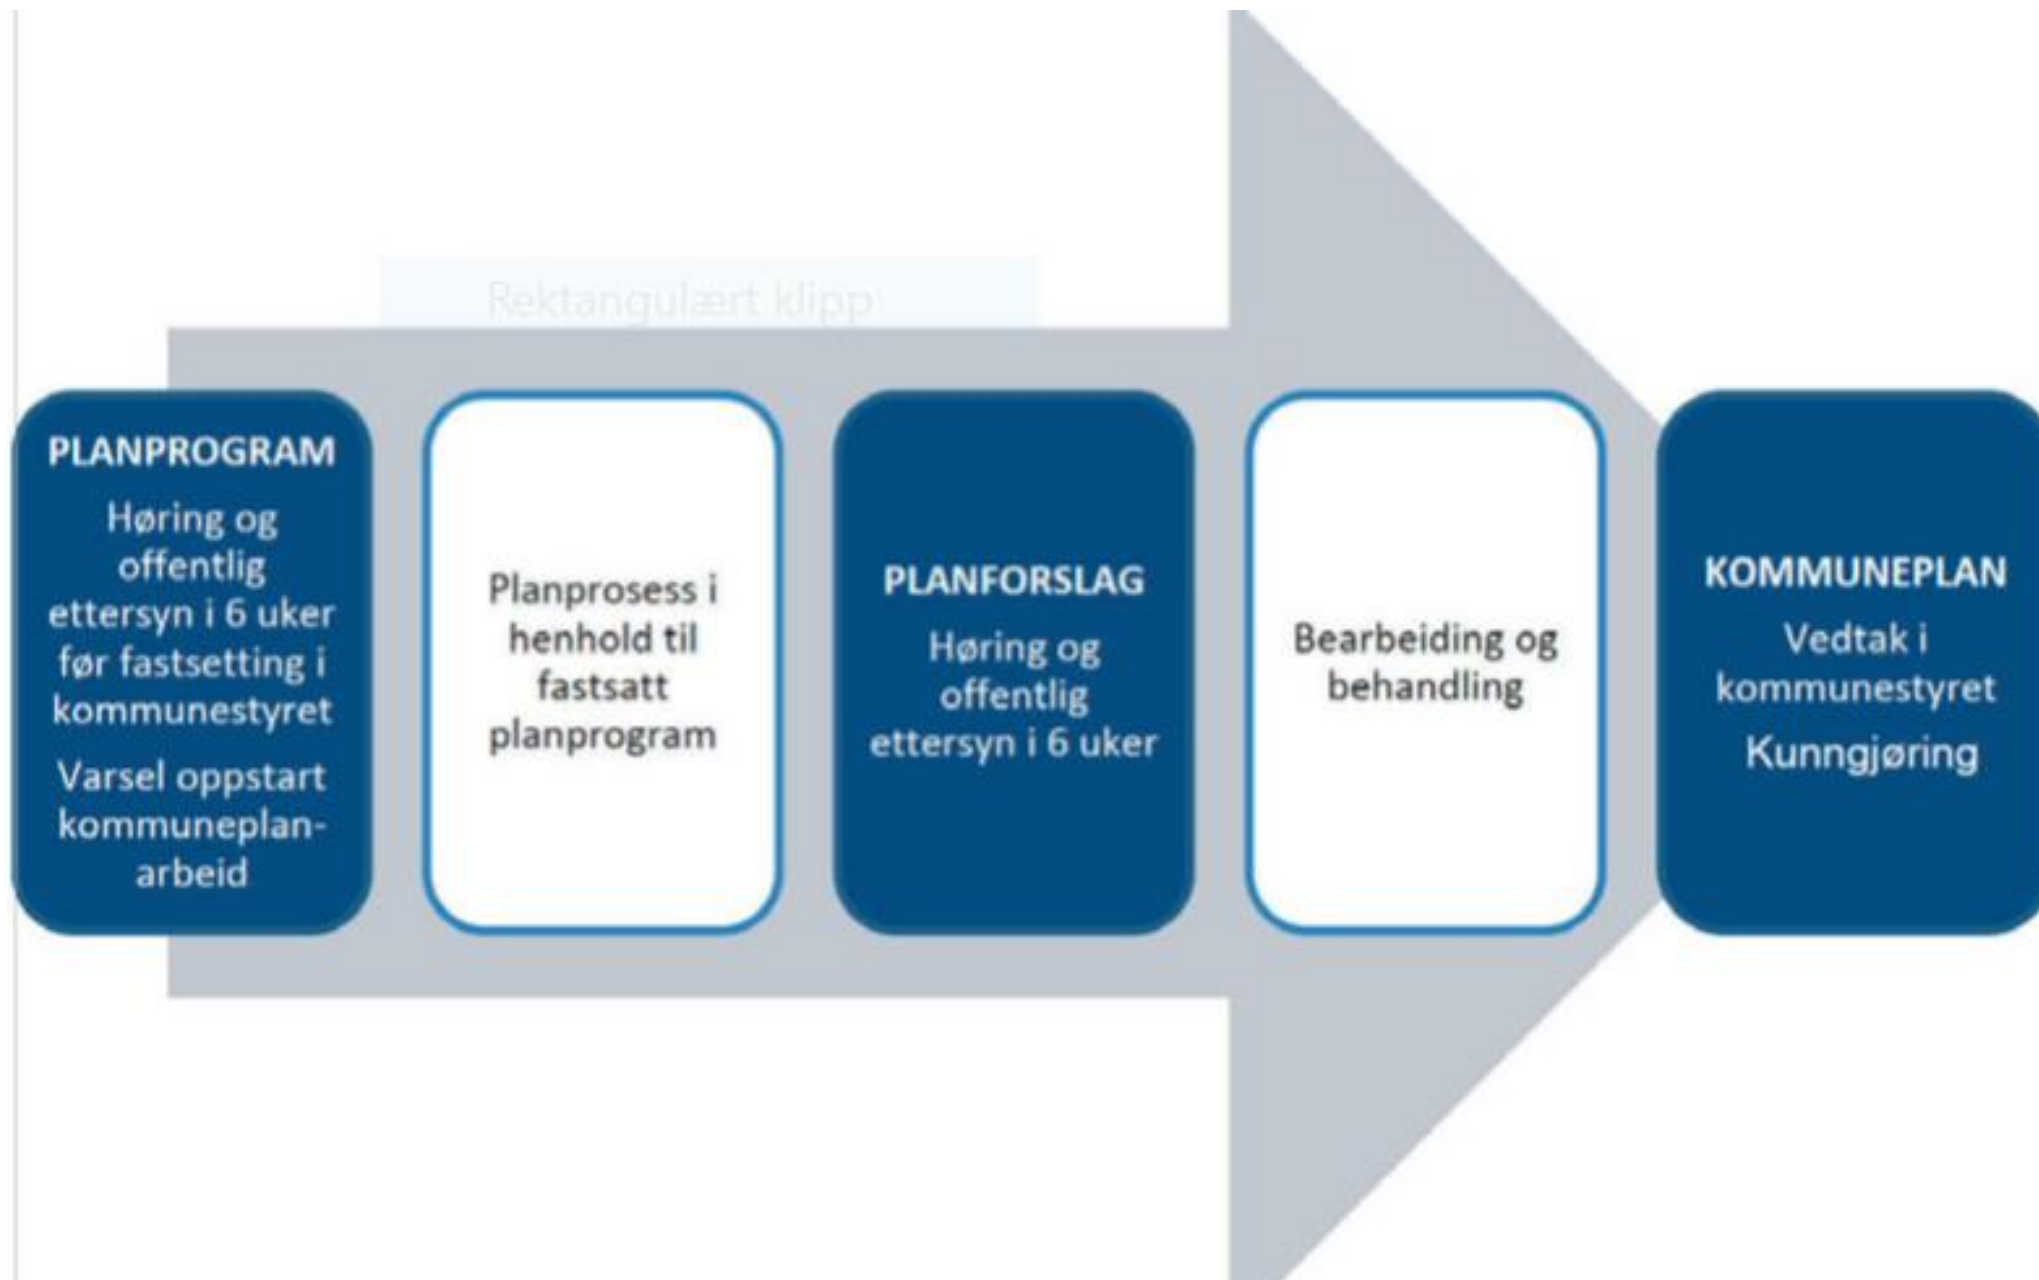 Rektangulært klipp
PLANPROGRAM
Høring og
offentlig
ettersyn i 6 uker
før fastsetting i
kommunestyret
Varsel oppstart
kommuneplan-
arbeid
Planprosess i
henhold til
fastsatt
planprogram
PLANFORSLAG
Høring og
offentlig
ettersyn i 6 uker
Bearbeiding og
behandling
KOMMUNEPLAN
Vedtak i
kommunestyret
Kunngjøring